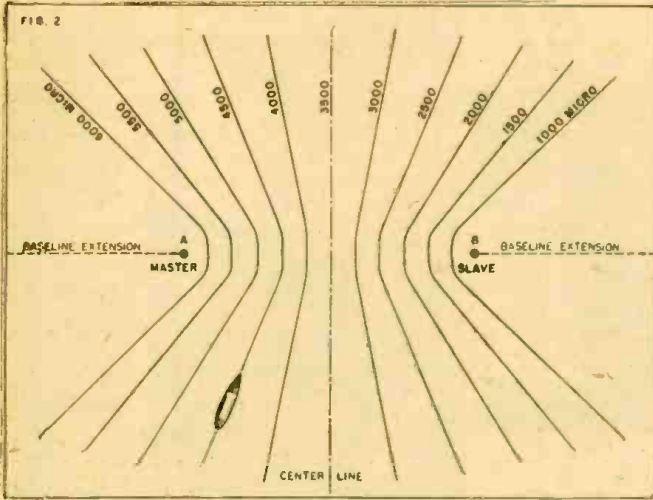 FIG. 2
6000 MICRO
5500
5000
4500
4000
3500
3000
2500
2000
1500
1000 MICRO
BASELINE EXTENSION
A
MASTER
B
SLAVE
BASELINE EXTENSION
CENTER LINE